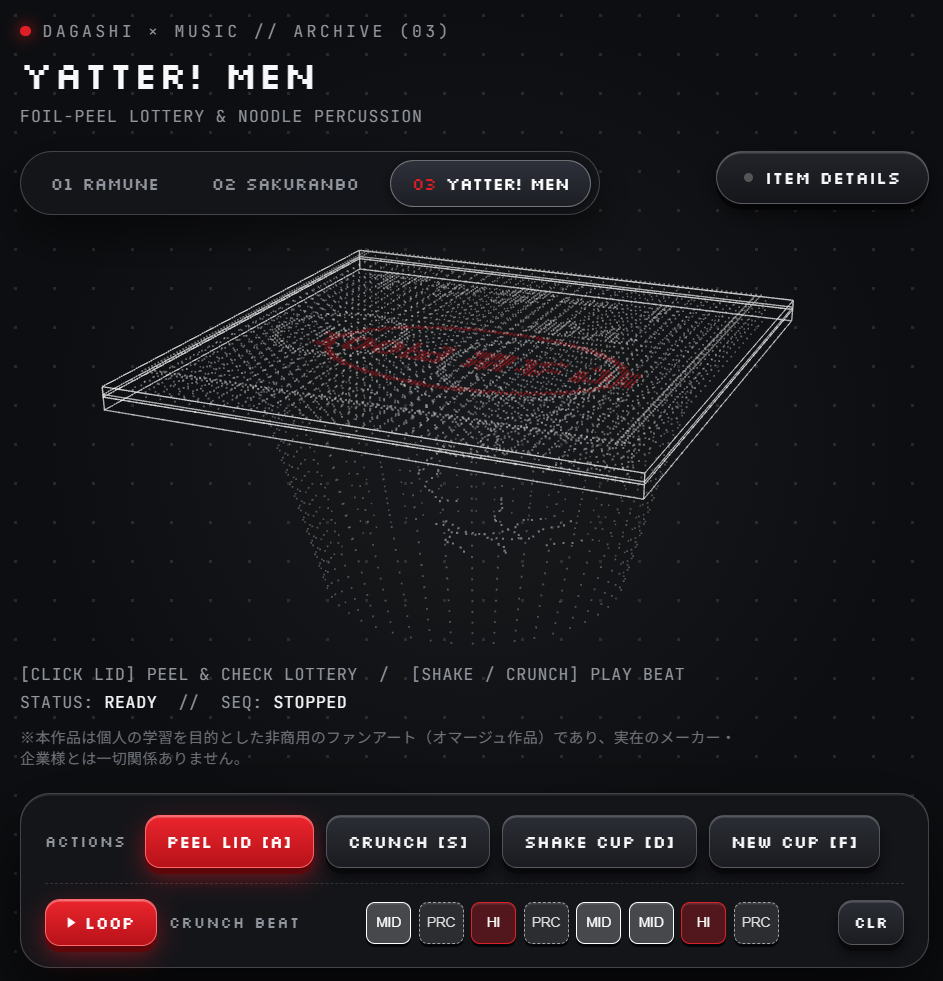 DAGASHI × MUSIC // ARCHIVE (03)
YATTER! MEN
FOIL-PEEL LOTTERY & NOODLE PERCUSSION
01 RAMUNE 02 SAKURANBO 03 YATTER! MEN
ITEM DETAILS
[CLICK LID] PEEL & CHECK LOTTERY / [SHAKE / CRUNCH] PLAY BEAT
STATUS: READY // SEQ: STOPPED
※本作品は個人の学習を目的とした非商用のファンアート（オマージュ作品）であり、実在のメーカー・
企業様とは一切関係ありません。
ACTIONS PEEL LID [A] CRUNCH [S] SHAKE CUP [D] NEW CUP [F]
LOOP CRUNCH BEAT MID PRC HI PRC MID MID HI PRC CLR